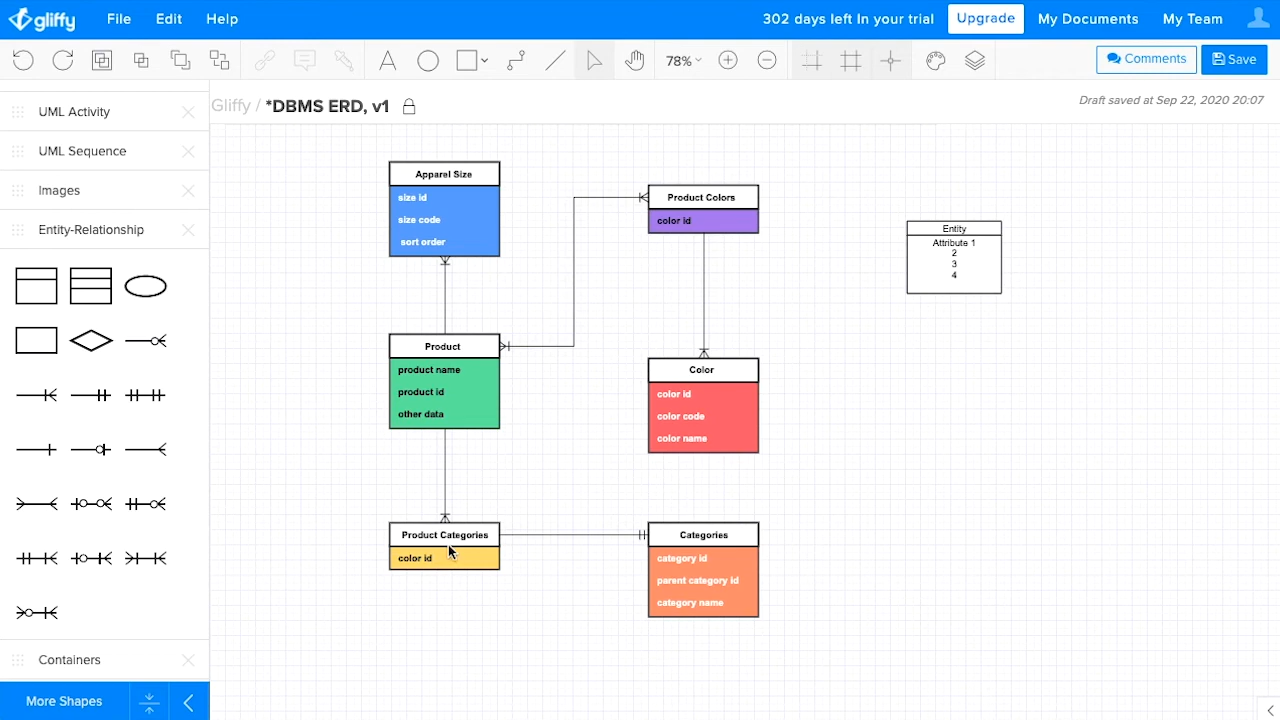 gliffy File Edit Help 302 days left In your trial Upgrade My Documents My Team
78% Comments Save
UML Activity
UML Sequence
Images
Entity-Relationship
Containers
More Shapes
Gliffy / *DBMS ERD, v1
Draft saved at Sep 22, 2020 20:07
Apparel Size
size id
size code
sort order
Product Colors
color id
Entity
Attribute 1
2
3
4
Product
product name
product id
other data
Color
color id
color code
color name
Product Categories
color id
Categories
category id
parent category id
category name